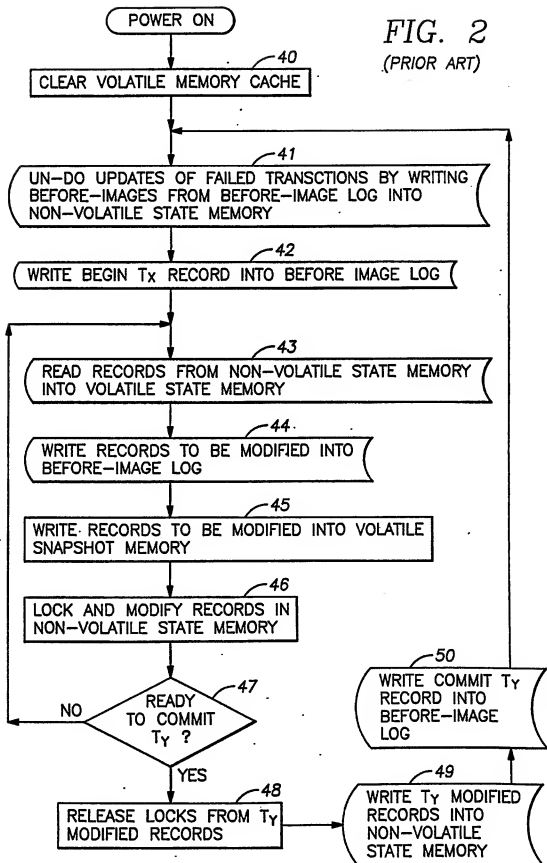 POWER ON
FIG. 2
(PRIOR ART)
40
CLEAR VOLATILE MEMORY CACHE
41
UN-DO UPDATES OF FAILED TRANSCTIONS BY WRITING
BEFORE-IMAGES FROM BEFORE-IMAGE LOG INTO
NON-VOLATILE STATE MEMORY
42
WRITE BEGIN TX RECORD INTO BEFORE IMAGE LOG
43
READ RECORDS FROM NON-VOLATILE STATE MEMORY
INTO VOLATILE STATE MEMORY
44
WRITE RECORDS TO BE MODIFIED INTO
BEFORE-IMAGE LOG
45
WRITE RECORDS TO BE MODIFIED INTO VOLATILE
SNAPSHOT MEMORY
46
LOCK AND MODIFY RECORDS IN
NON-VOLATILE STATE MEMORY
47
READY
TO COMMIT
TY ?
NO
YES
48
RELEASE LOCKS FROM TY
MODIFIED RECORDS
49
WRITE TY MODIFIED
RECORDS INTO
NON-VOLATILE
STATE MEMORY
50
WRITE COMMIT TY
RECORD INTO
BEFORE-IMAGE
LOG